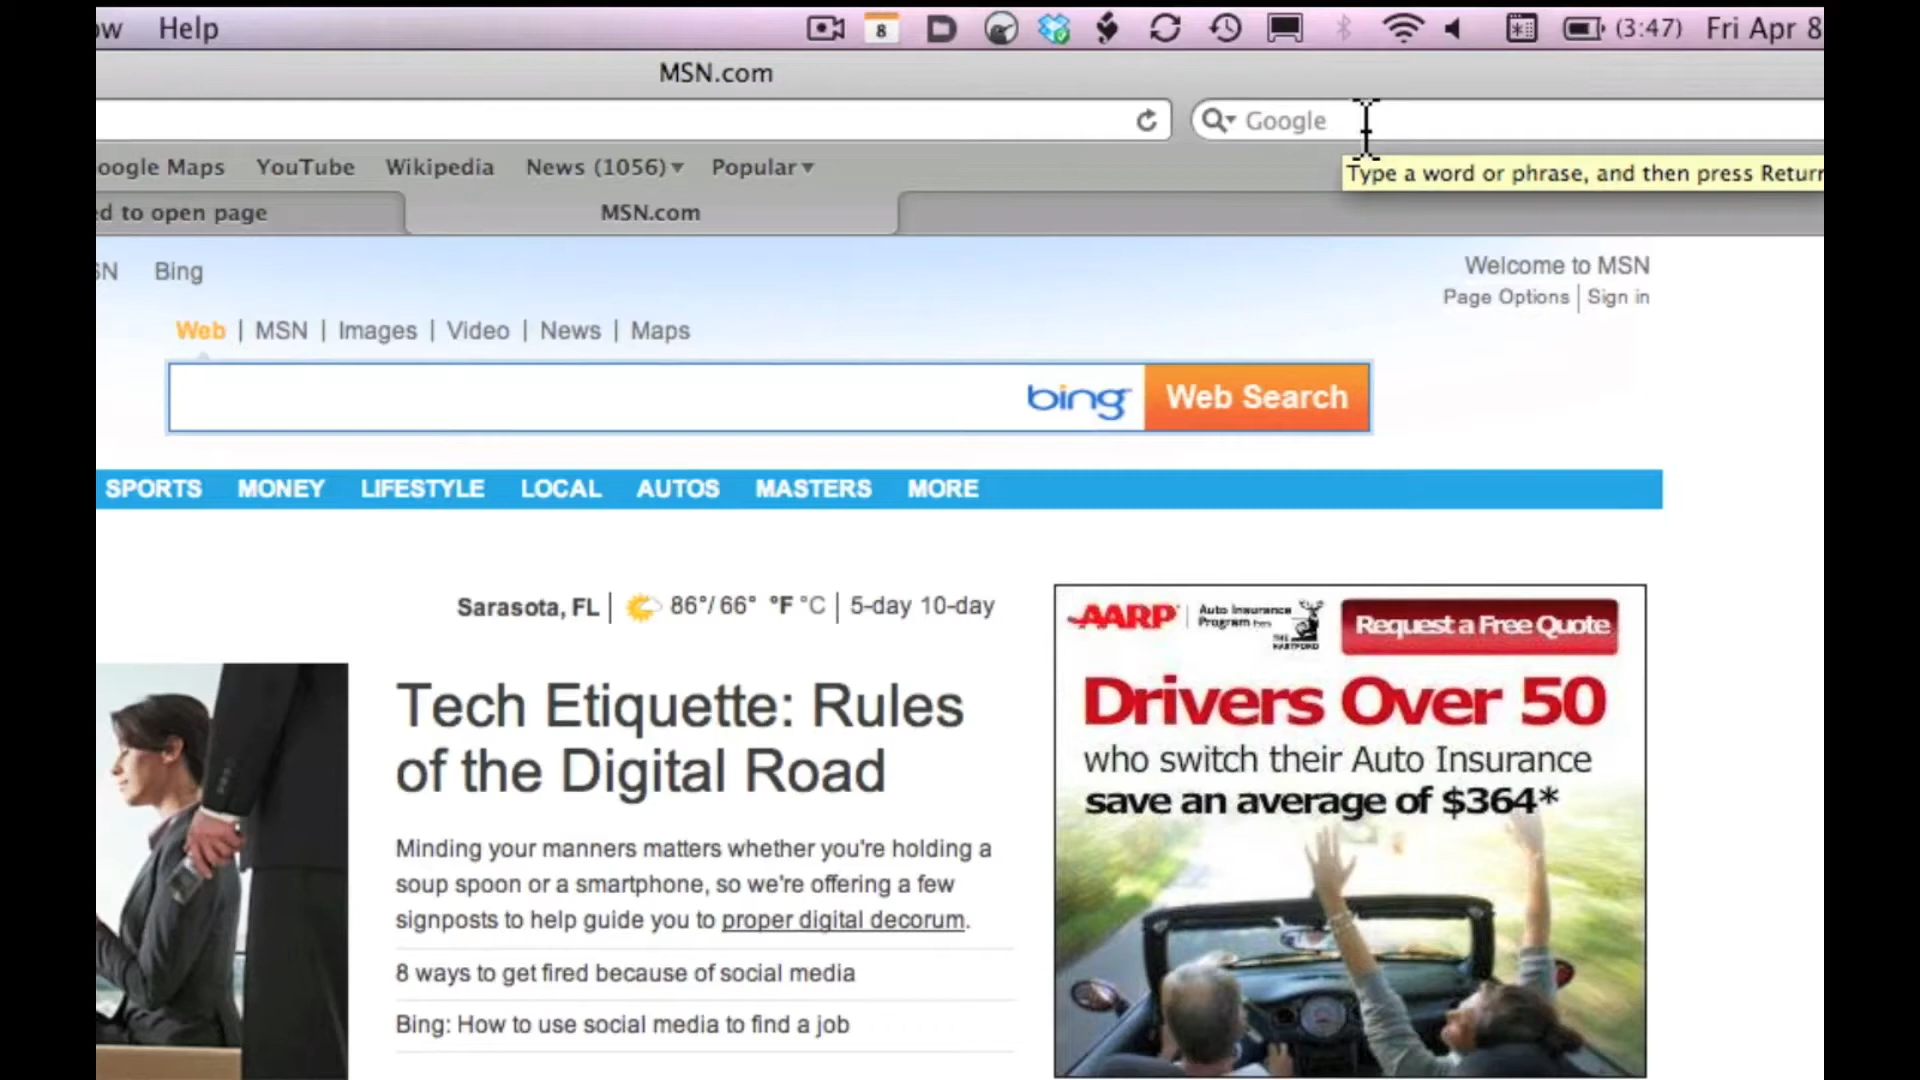 Help
8
(3:47)
Fri Apr 8
MSN.com
Google
oogle Maps
YouTube
Wikipedia
News (1056)
Popular
Type a word or phrase, and then press Return
ed to open page
MSN.com
SN
Bing
Welcome to MSN
Page Options | Sign in
Web | MSN | Images | Video | News | Maps
bing
Web Search
SPORTS MONEY LIFESTYLE LOCAL AUTOS MASTERS MORE
Sarasota, FL | 86°/ 66° °F °C | 5-day 10-day
AARP
Auto Insurance
Program from
THE
HARTFORD
Request a Free Quote
Drivers Over 50
who switch their Auto Insurance
save an average of $364*
Tech Etiquette: Rules
of the Digital Road
Minding your manners matters whether you're holding a
soup spoon or a smartphone, so we're offering a few
signposts to help guide you to proper digital decorum.
8 ways to get fired because of social media
Bing: How to use social media to find a job